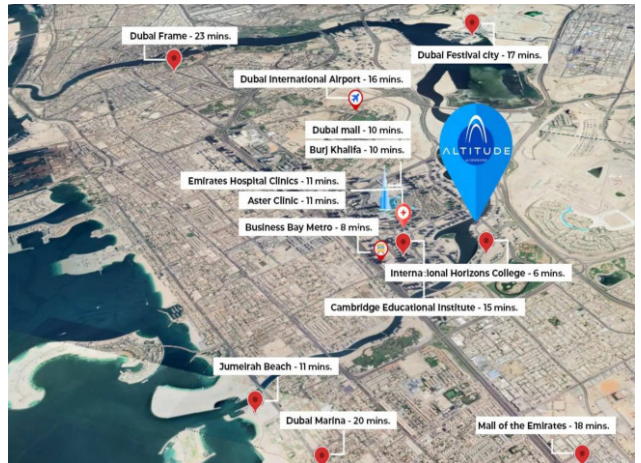 Dubai Frame - 23 mins.
Dubai Festival city - 17 mins.
Dubai International Airport - 16 mins.
Dubai mall - 10 mins.
Burj Khalifa - 10 mins.
ALTITUDE
Emirates Hospital Clinics - 11 mins.
Aster Clinic - 11 mins.
Business Bay Metro - 8 mins.
International Horizons College - 6 mins.
Cambridge Educational Institute - 15 mins.
Jumeirah Beach - 11 mins.
Dubai Marina - 20 mins.
Mall of the Emirates - 18 mins.